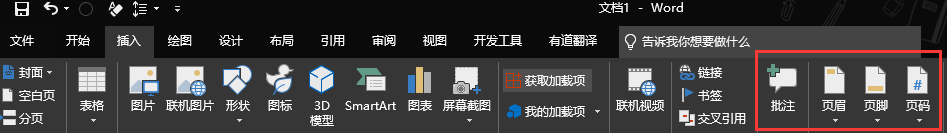 文档1 - Word
文件 开始 插入 绘图 设计 布局 引用 审阅 视图 开发工具 有道翻译 告诉我你想要做什么
封面
空白页
分页
表格
图片
联机图片
形状
图标
3D
模型
SmartArt
图表
屏幕截图
获取加载项
我的加载项
联机视频
链接
书签
交叉引用
批注
页眉
页脚
#
页码